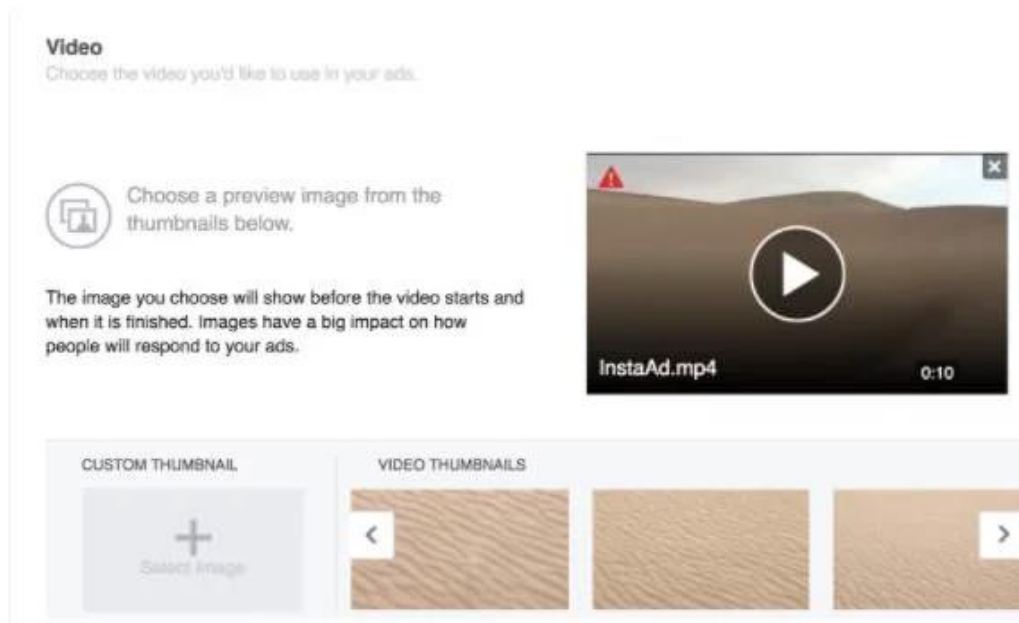 Video
Choose the video you'd like to use in your ads.
Choose a preview image from the
thumbnails below.
The image you choose will show before the video starts and
when it is finished. Images have a big impact on how
people will respond to your ads.
InstaAd.mp4
0:10
CUSTOM THUMBNAIL
VIDEO THUMBNAILS
Select Image